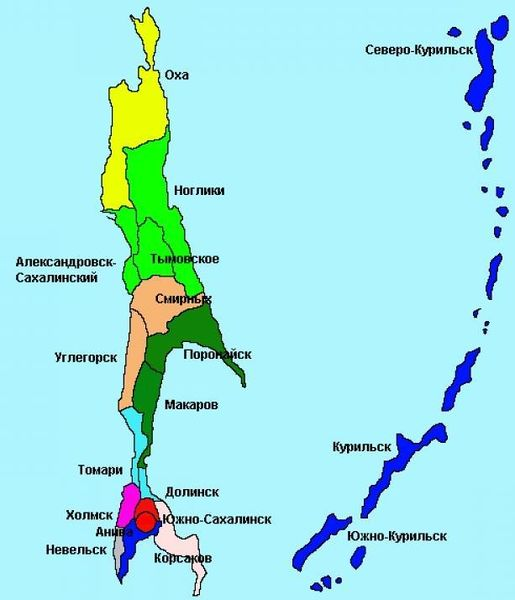 Северо-Курильск
Оха
Ноглики
Александровск-
Сахалинский
Тымовское
Смирных
Углегорск
Поронайск
Макаров
Курильск
Томари
Долинск
Холмск
Южно-Сахалинск
Анива
Южно-Курильск
Невельск
Корсаков